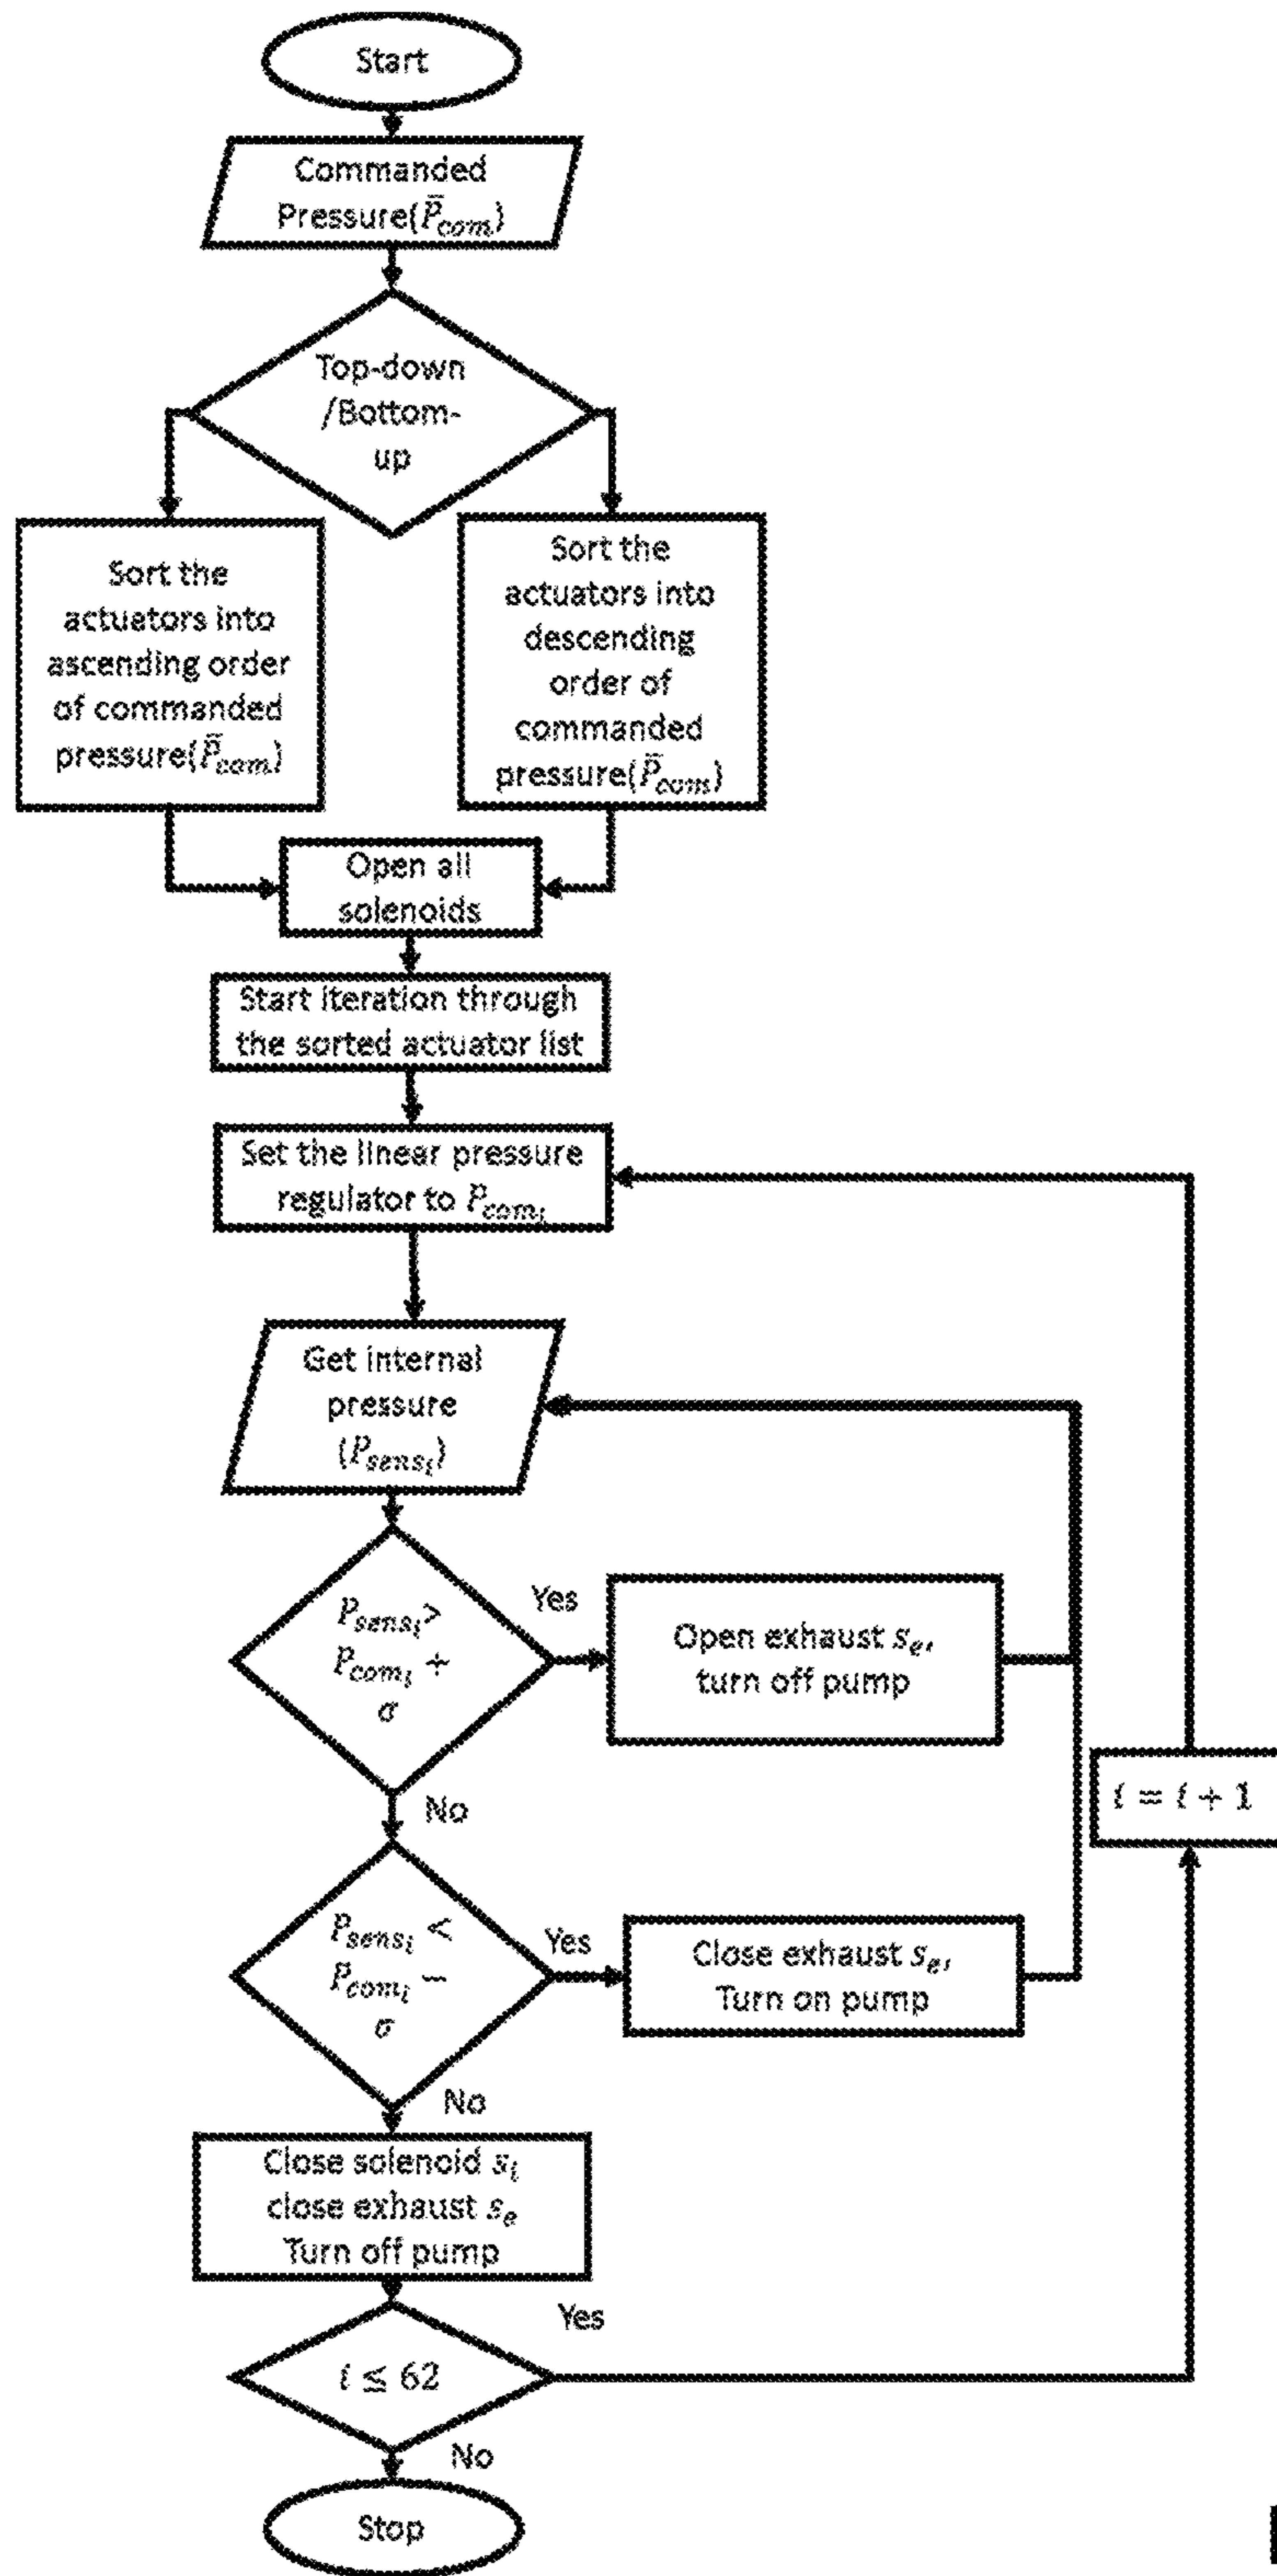 Start
Commanded
Pressure(P̄com)
Top-down
/Bottom-
up
Sort the
actuators into
ascending order
of commanded
pressure(P̄com)
Sort the
actuators into
descending
order of
commanded
pressure(P̄com)
Open all
solenoids
Start iteration through
the sorted actuator list
Set the linear pressure
regulator to Pcomi
Get internal
pressure
(Psensi)
Psensi>
Pcomi +
σ
Yes
Open exhaust se,
turn off pump
i = i + 1
No
Psensi <
Pcomi −
σ
Yes
Close exhaust se,
Turn on pump
No
Close solenoid si
close exhaust se
Turn off pump
Yes
i ≤ 62
No
Stop